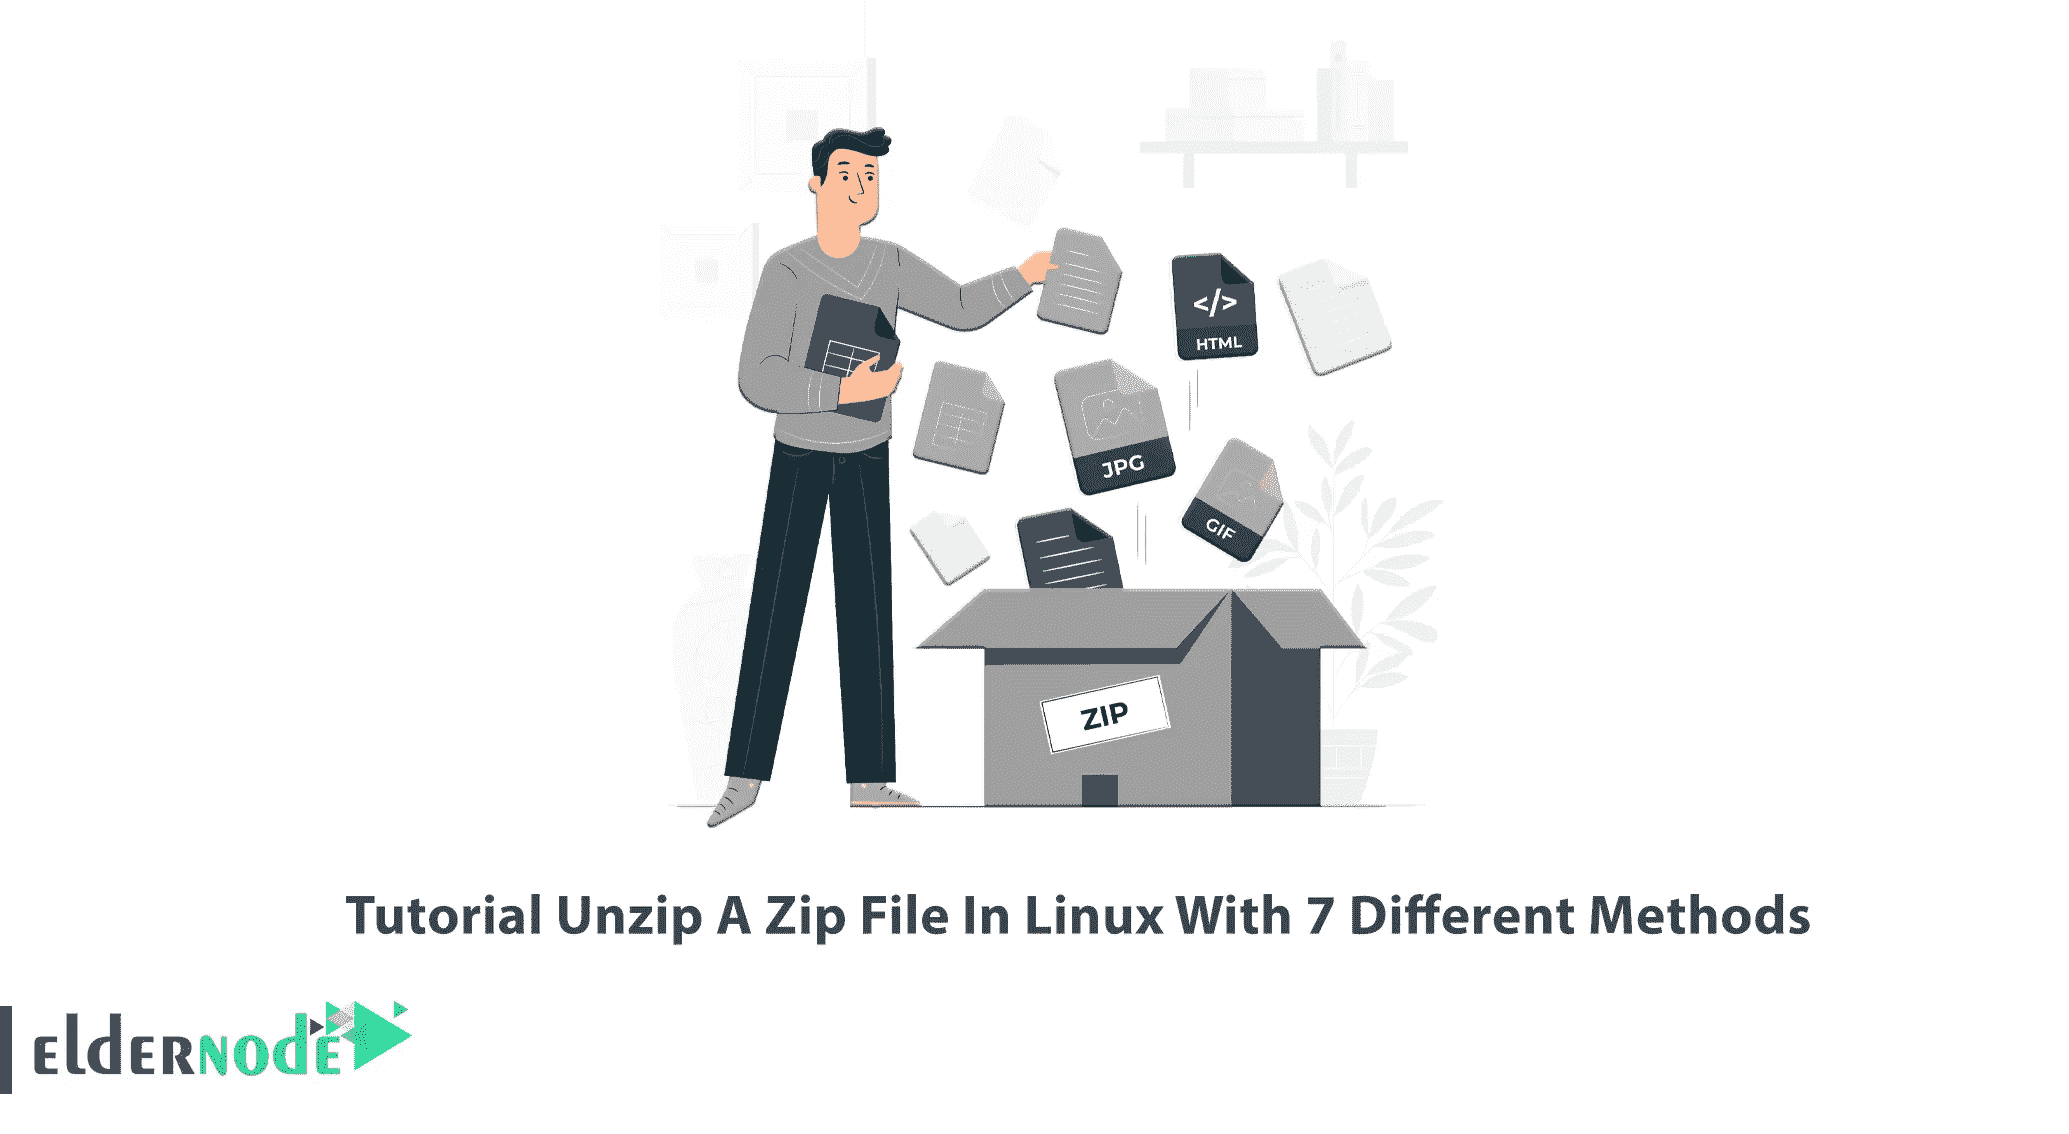 </>
HTML
JPG
GIF
ZIP
Tutorial Unzip A Zip File In Linux With 7 Different Methods
elderNode